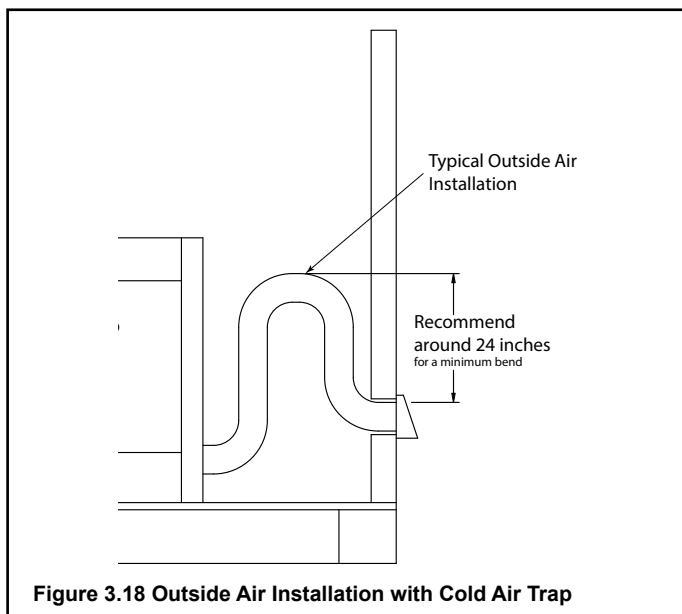 Typical Outside Air
Installation
Recommend
around 24 inches
for a minimum bend
Figure 3.18 Outside Air Installation with Cold Air Trap